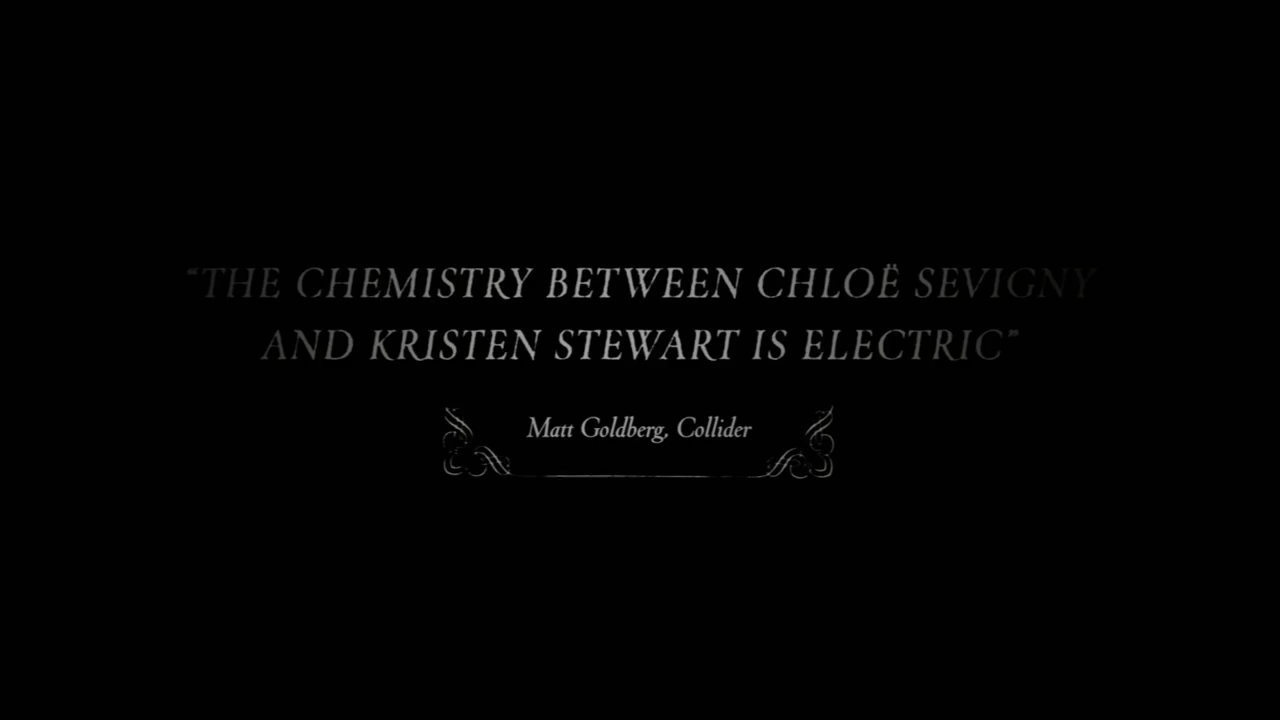 “THE CHEMISTRY BETWEEN CHLOË SEVIGNY
AND KRISTEN STEWART IS ELECTRIC”
Matt Goldberg, Collider